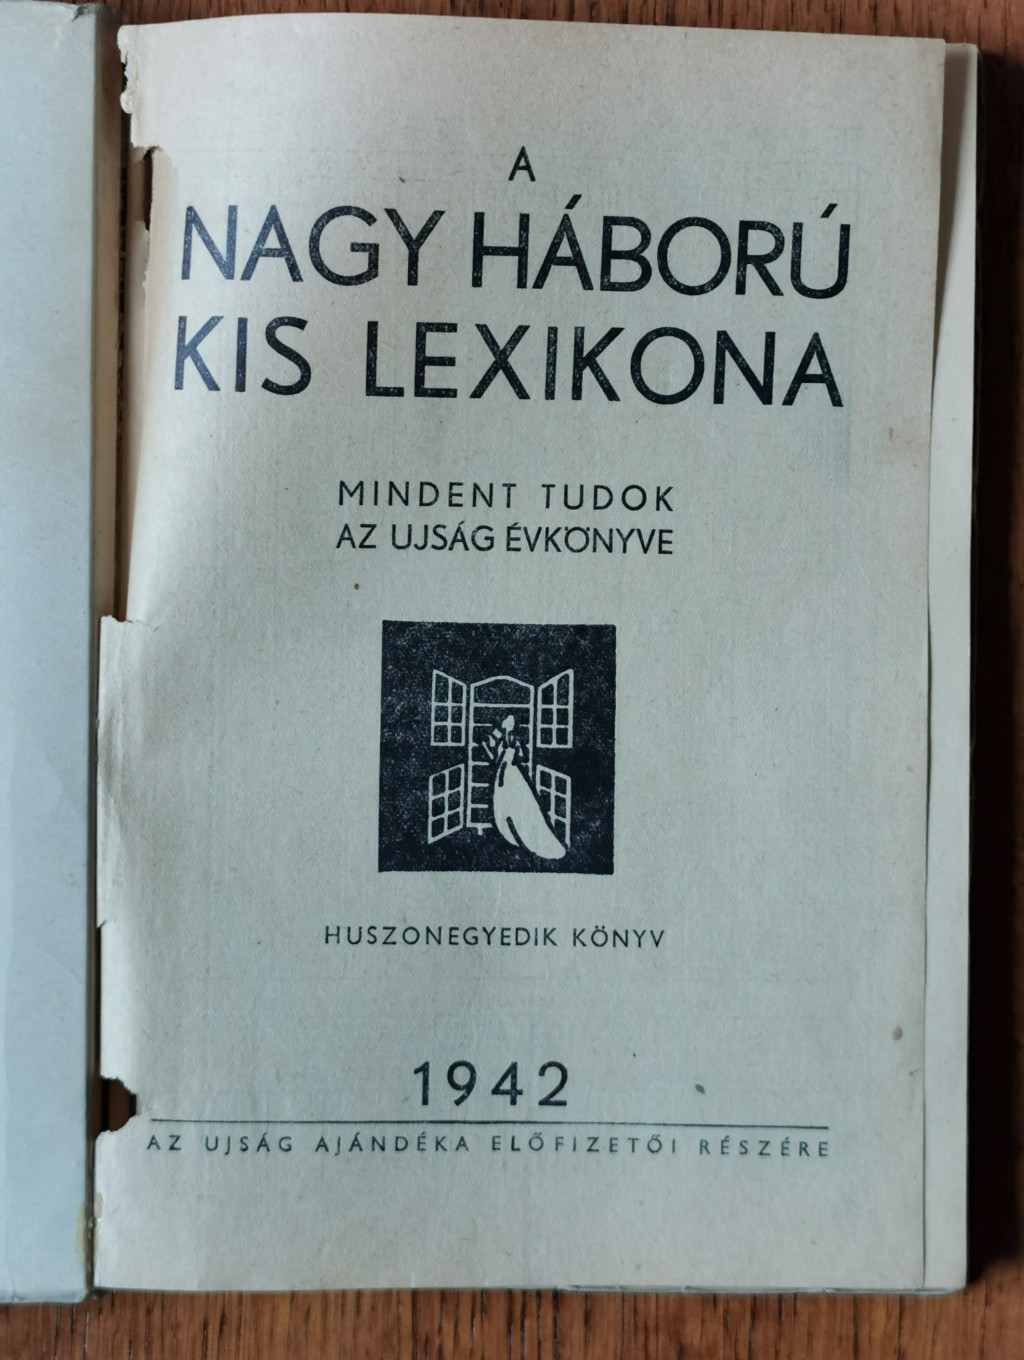 A
NAGY HÁBORÚ
KIS LEXIKONA
MINDENT TUDOK
AZ UJSÁG ÉVKÖNYVE
HUSZONEGYEDIK KÖNYV
1942
AZ UJSÁG AJÁNDÉKA ELŐFIZETŐI RÉSZÉRE